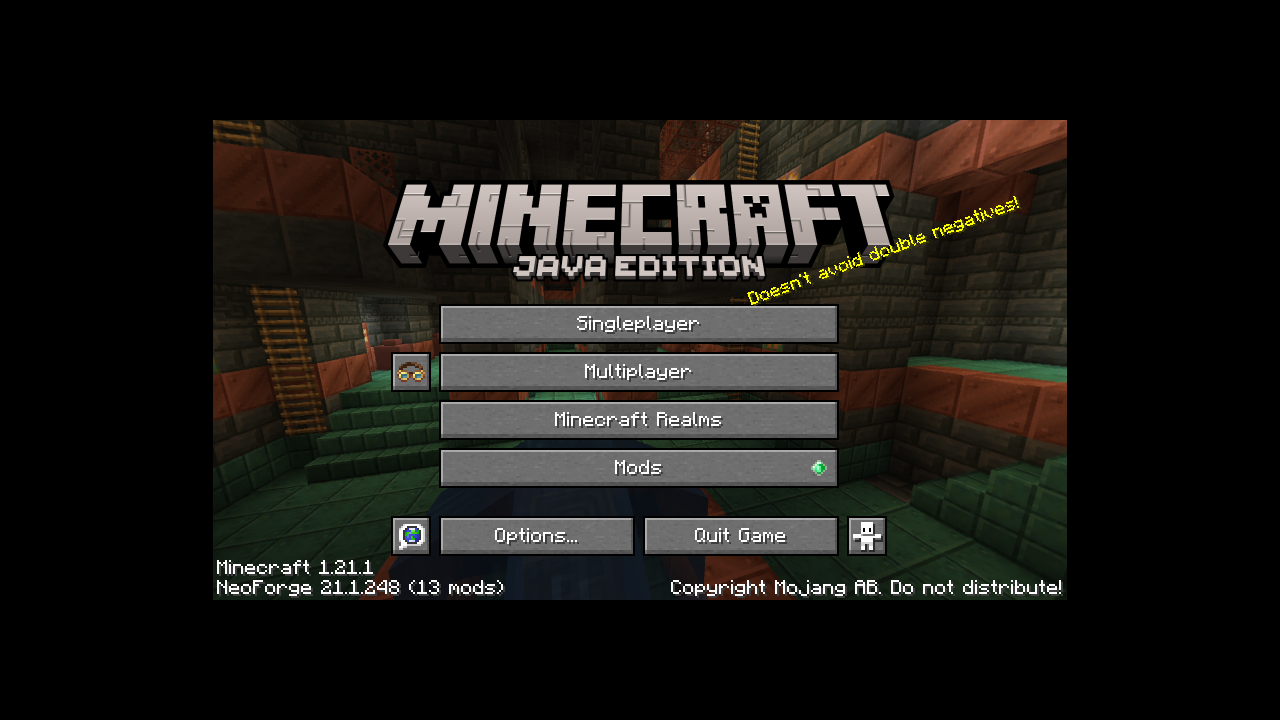 MINECRAFT
JAVA EDITION
Doesn't avoid double negatives!
Singleplayer
Multiplayer
Minecraft Realms
Mods
Options...
Quit Game
Minecraft 1.21.1
NeoForge 21.1.248 (13 mods)
Copyright Mojang AB. Do not distribute!